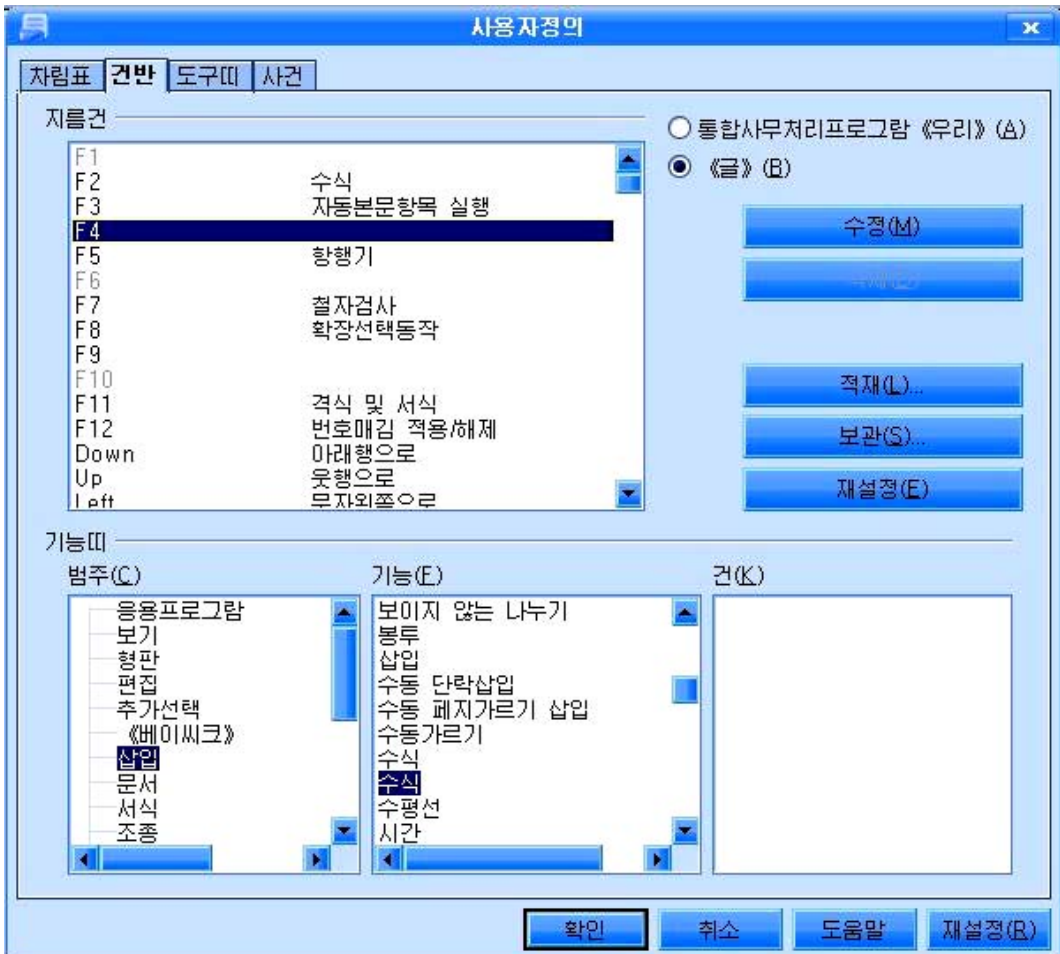 사용자정의
차림표 건반 도구띠 사건
지름건
통합사무처리프로그람 《우리》 (A)
《글》 (B)
F1
F2 수식
F3 자동본문항목 실행
F4
F5 항행기
F6
F7 철자검사
F8 확장선택동작
F9
F10
F11 격식 및 서식
F12 번호매김 적용/해제
Down 아래행으로
Up 웃행으로
Left 문자왼쪽으로
수정(M)
적재(L)...
보관(S)...
재설정(E)
기능띠
범주(C)
응용프로그람
보기
형판
편집
추가선택
《베이씨크》
삽입
문서
서식
조종
기능(F)
보이지 않는 나누기
봉투
삽입
수동 단락삽입
수동 페지가르기 삽입
수동가르기
수식
수식
수평선
시간
건(K)
확인 취소 도움말 재설정(R)